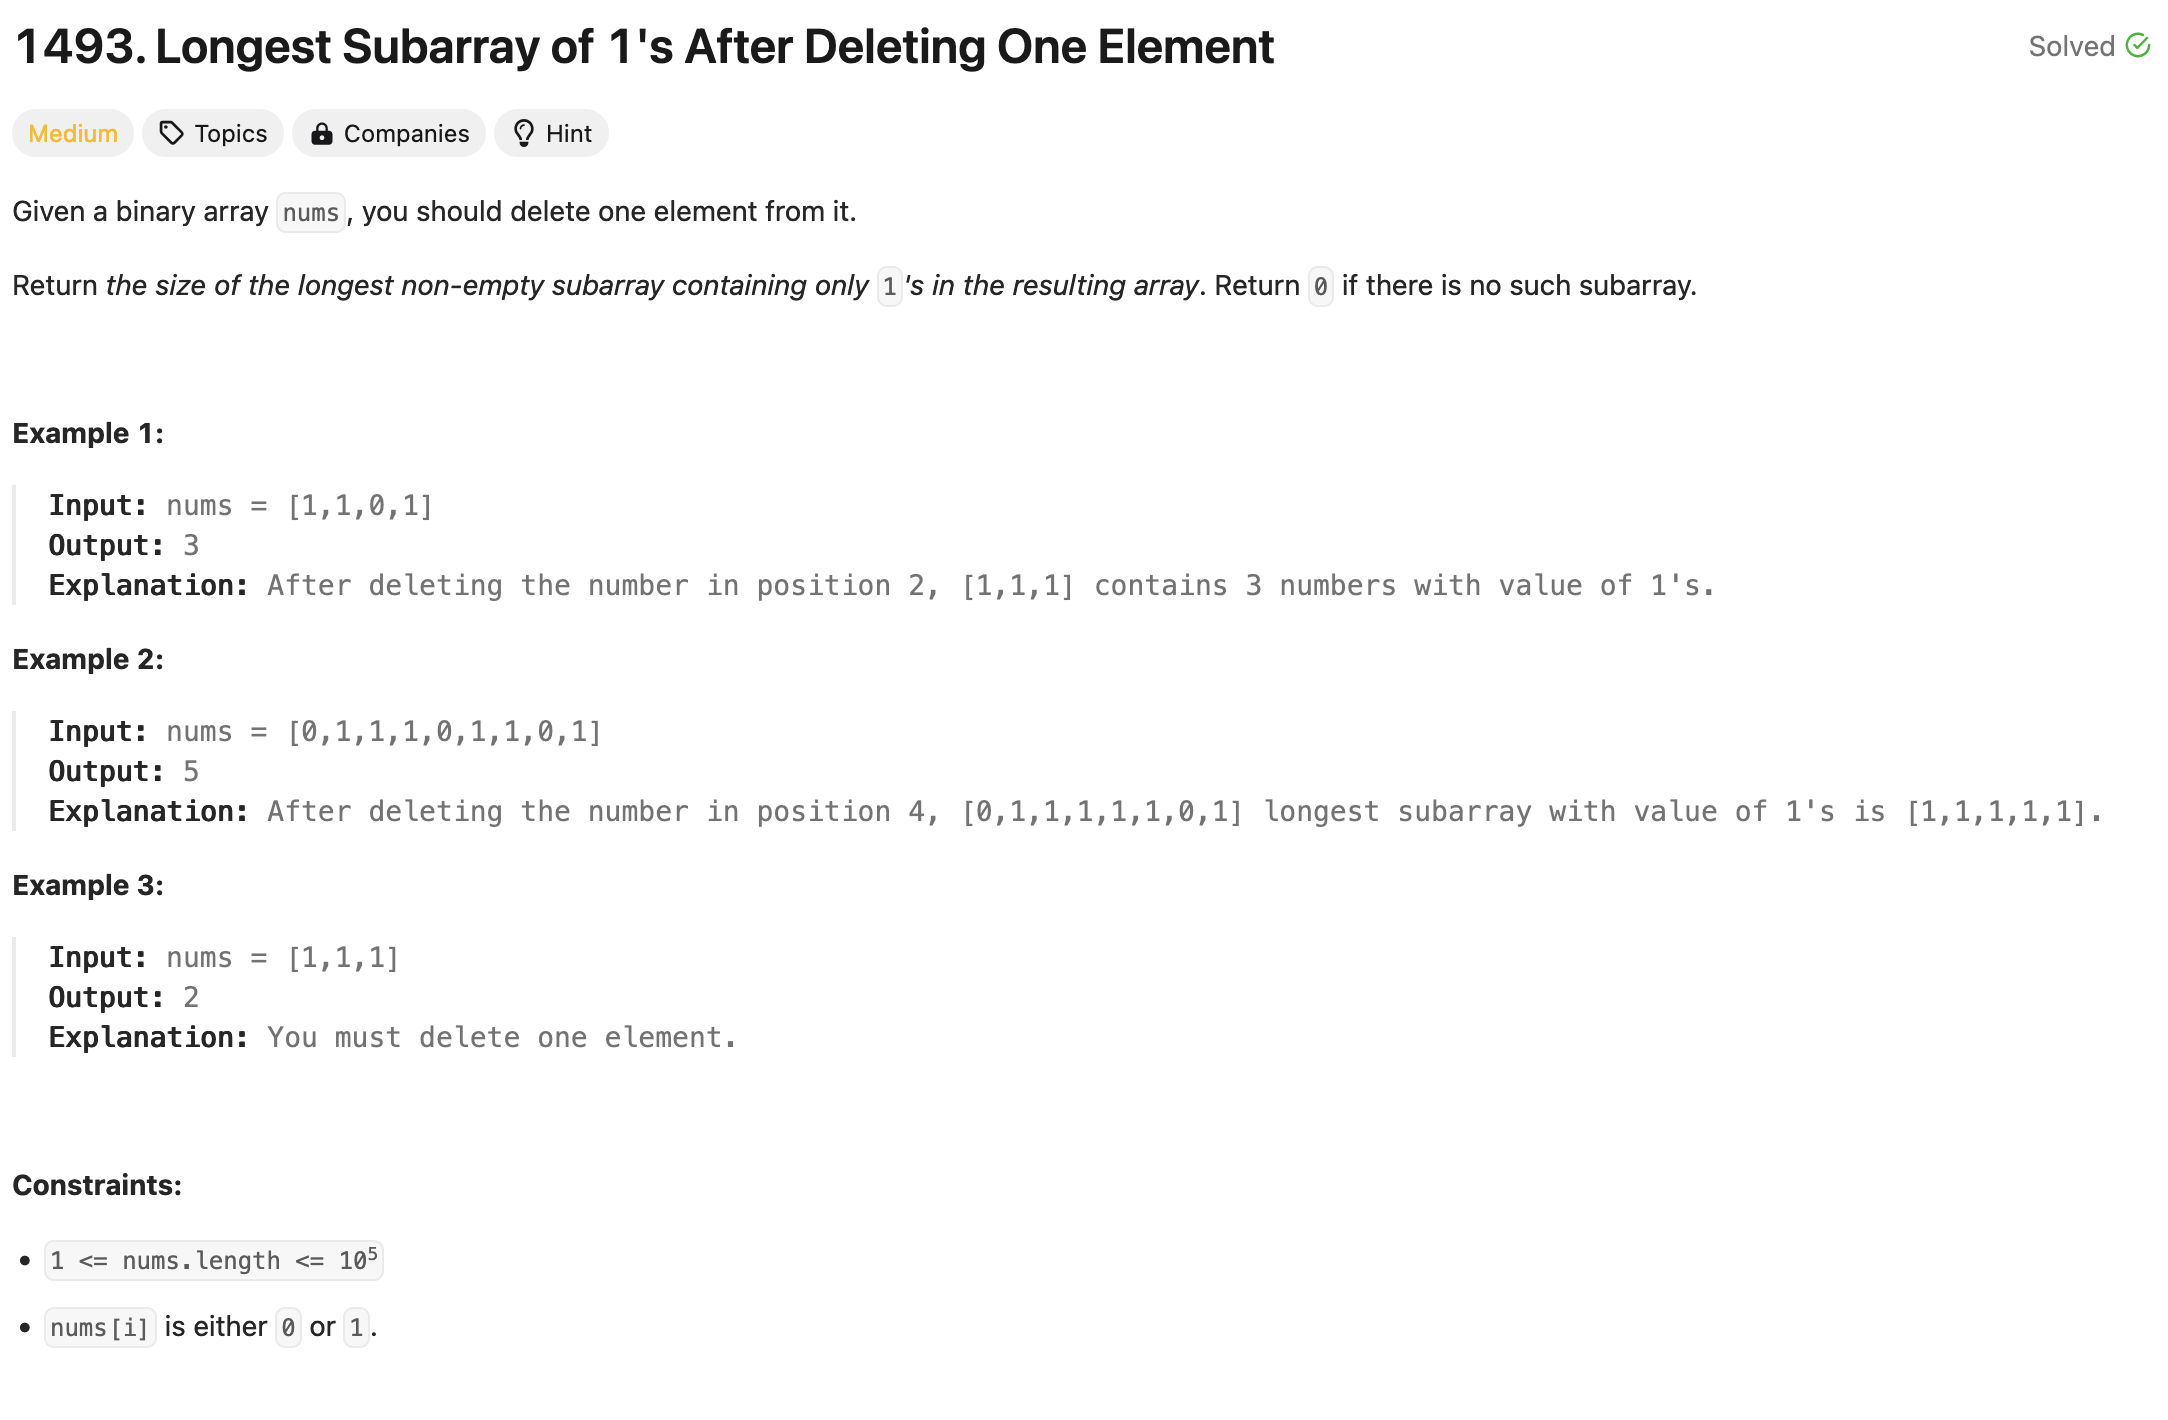 1493. Longest Subarray of 1's After Deleting One Element
Solved
Medium Topics Companies Hint
Given a binary array nums, you should delete one element from it.
Return the size of the longest non-empty subarray containing only 1's in the resulting array. Return 0 if there is no such subarray.
Example 1:
Input: nums = [1,1,0,1]
Output: 3
Explanation: After deleting the number in position 2, [1,1,1] contains 3 numbers with value of 1's.
Example 2:
Input: nums = [0,1,1,1,0,1,1,0,1]
Output: 5
Explanation: After deleting the number in position 4, [0,1,1,1,1,1,0,1] longest subarray with value of 1's is [1,1,1,1,1].
Example 3:
Input: nums = [1,1,1]
Output: 2
Explanation: You must delete one element.
Constraints:
• 1 <= nums.length <= 10⁵
• nums[i] is either 0 or 1.